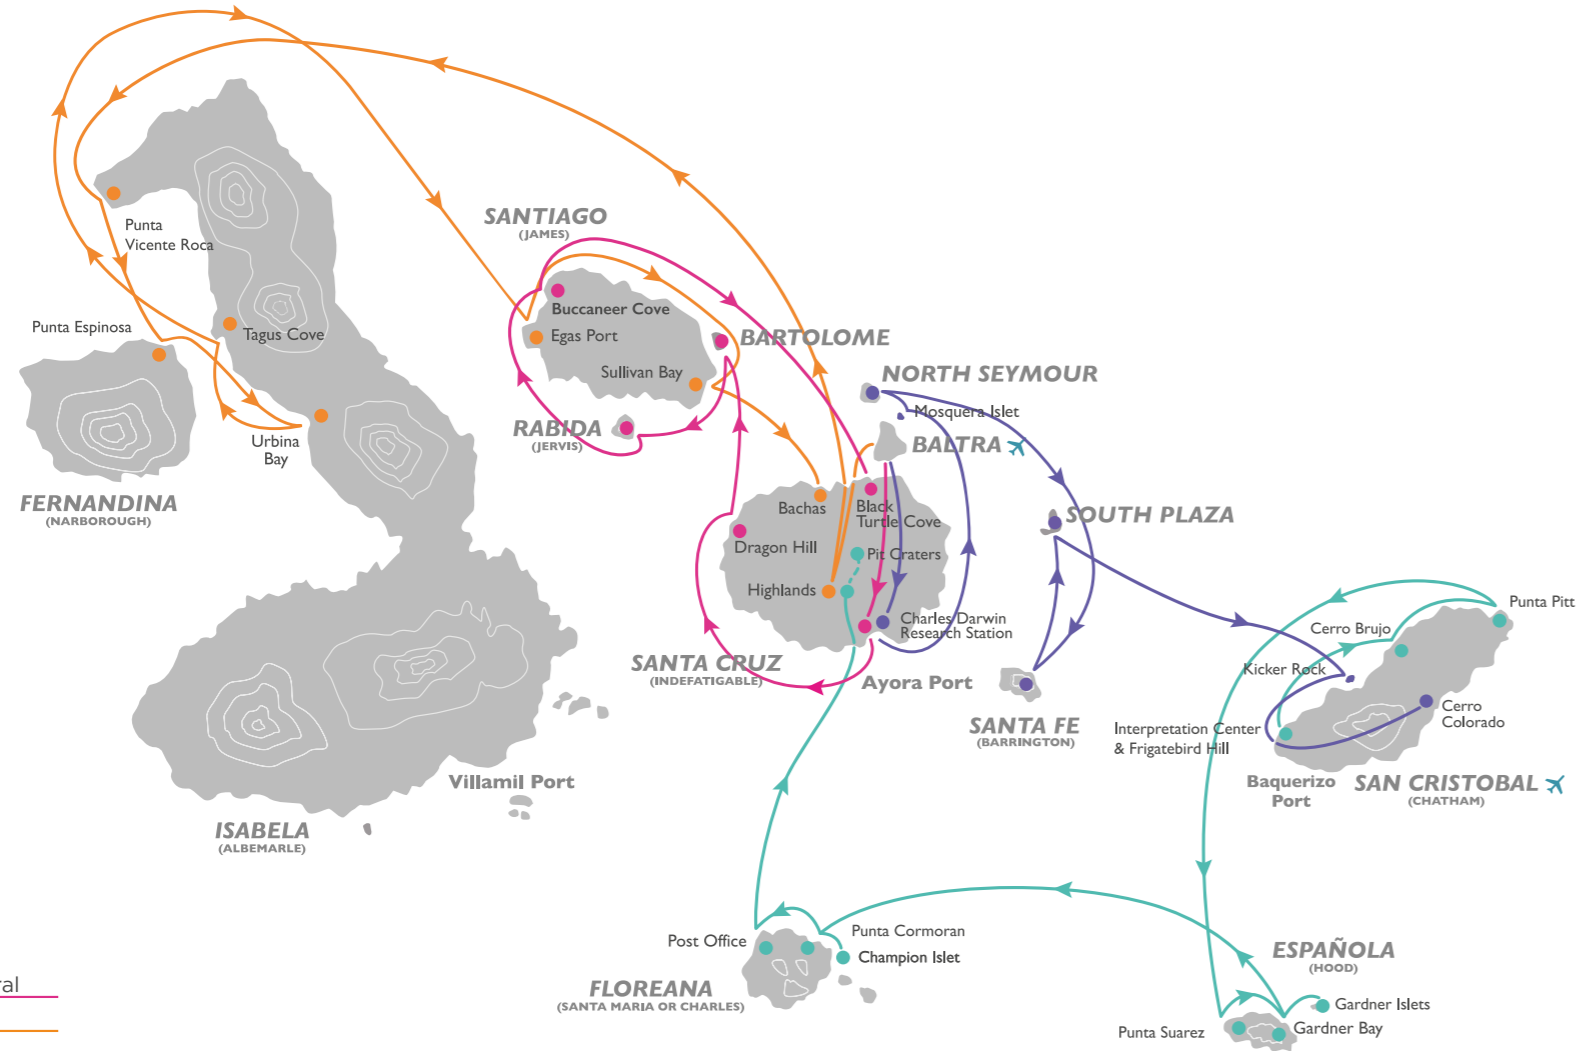 SANTIAGO
(JAMES)
Punta
Vicente Roca
Buccaneer Cove
Punta Espinosa
Tagus Cove
Egas Port
BARTOLOME
Sullivan Bay
NORTH SEYMOUR
Mosquera Islet
RABIDA
(JERVIS)
Urbina
Bay
BALTRA
FERNANDINA
(NARBOROUGH)
Bachas
Black
Turtle Cove
SOUTH PLAZA
Dragon Hill
Pit Craters
Highlands
Charles Darwin
Research Station
Punta Pitt
Cerro Brujo
SANTA CRUZ
(INDEFATIGABLE)
Ayora Port
Kicker Rock
SANTA FE
(BARRINGTON)
Cerro
Colorado
Interpretation Center
& Frigatebird Hill
Villamil Port
Baquerizo
Port
SAN CRISTOBAL
(CHATHAM)
ISABELA
(ALBEMARLE)
Post Office
Punta Cormoran
Champion Islet
ESPAÑOLA
(HOOD)
FLOREANA
(SANTA MARIA OR CHARLES)
Gardner Islets
Punta Suarez
Gardner Bay